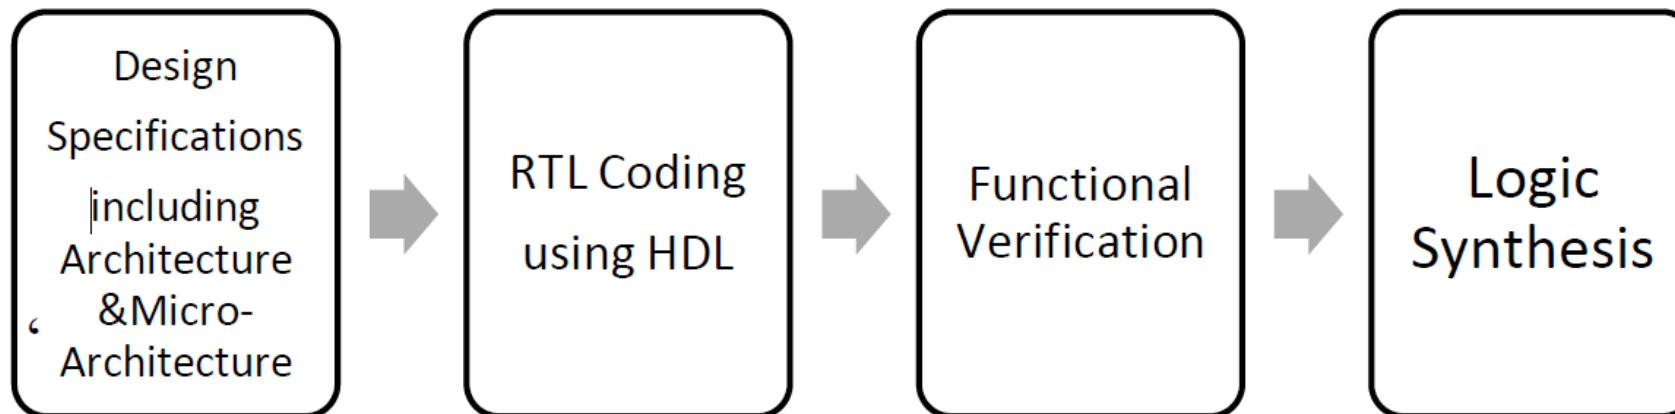 Design
Specifications
including
Architecture
&Micro-
‘
Architecture
RTL Coding
using HDL
Functional
Verification
Logic
Synthesis